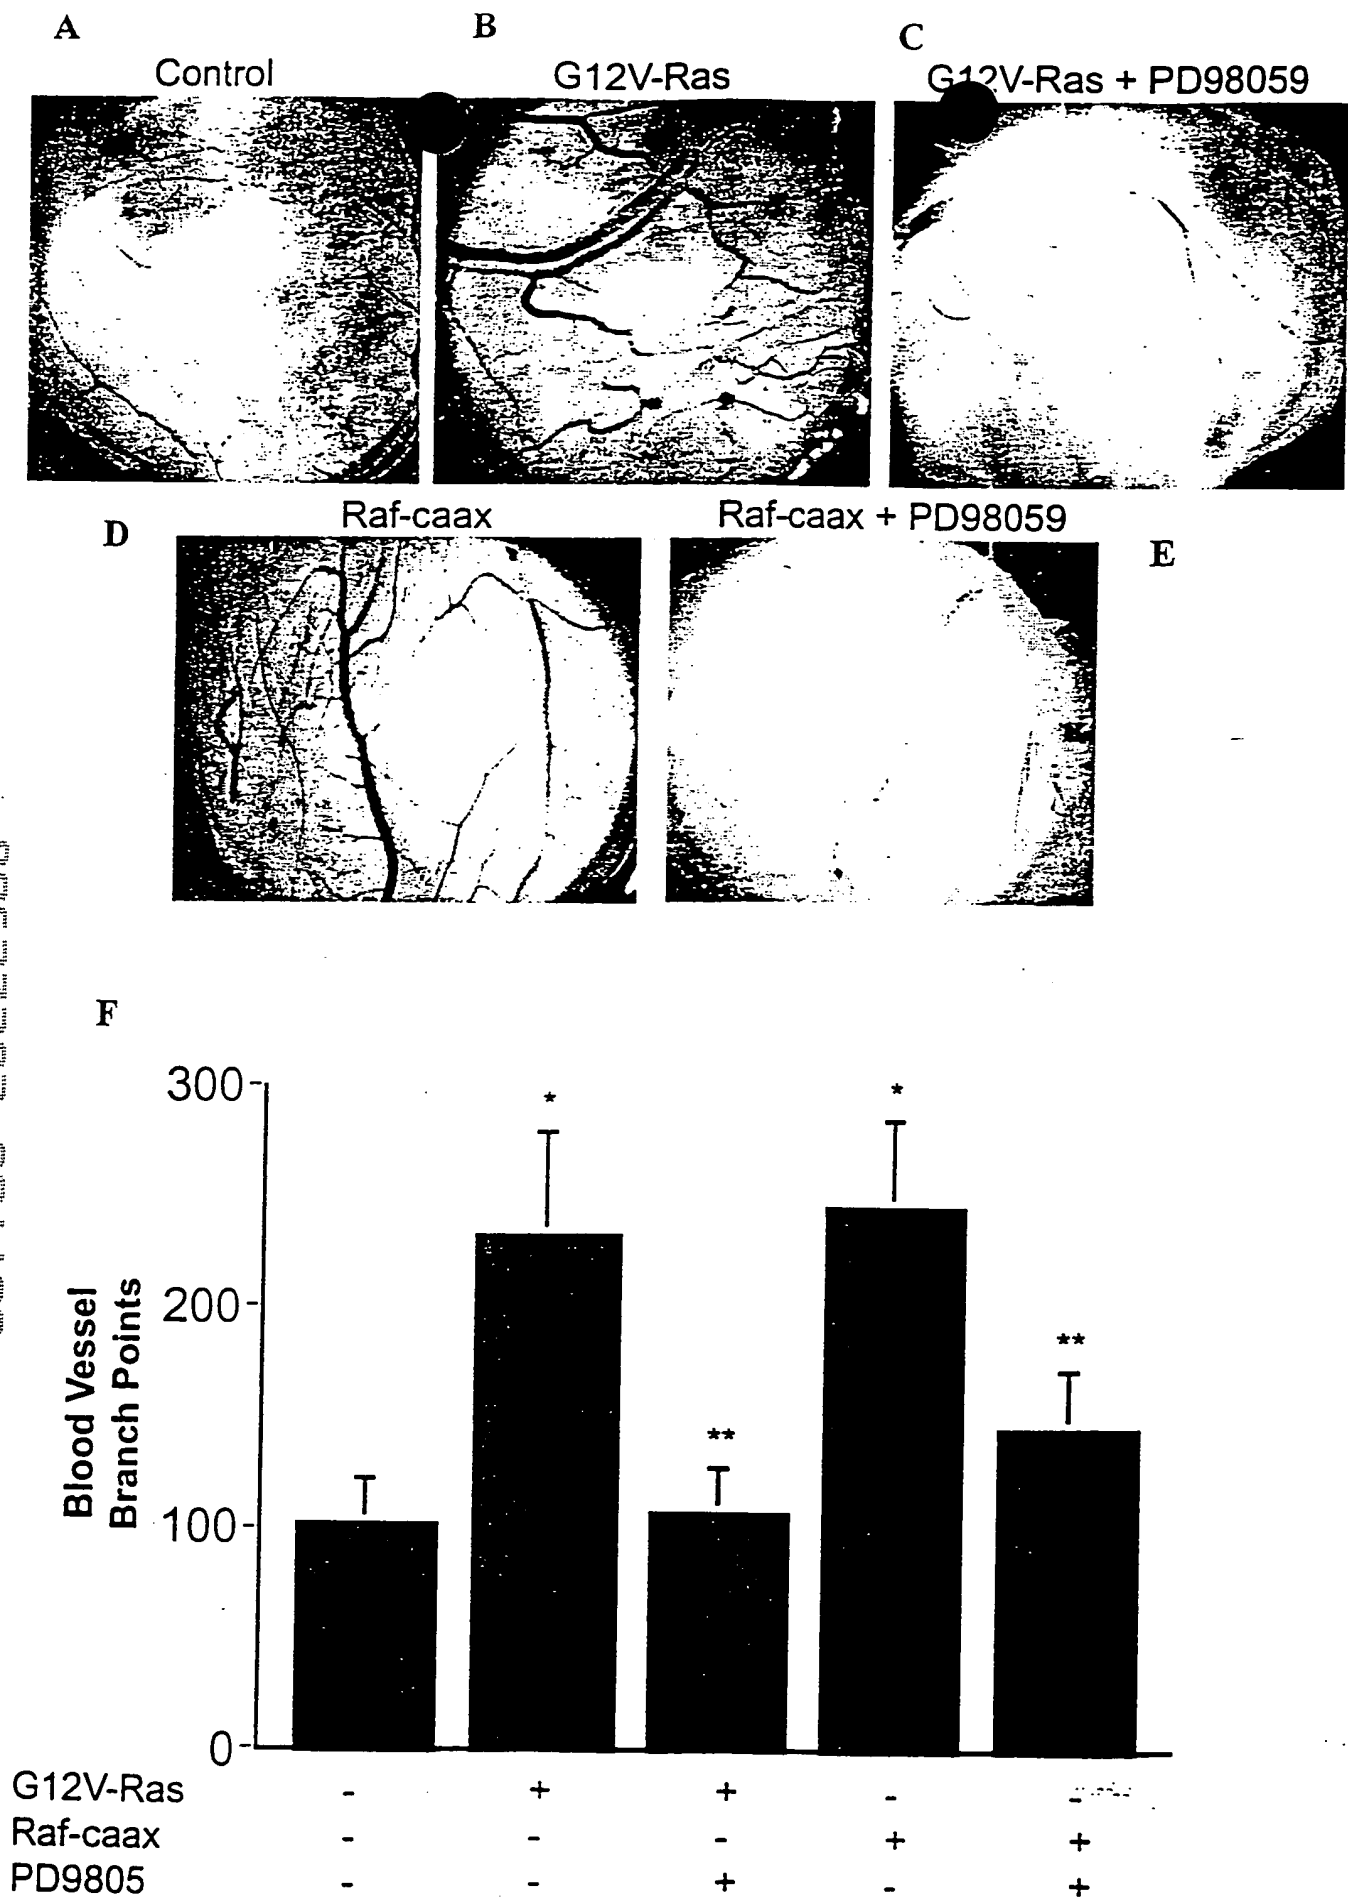 A
B
C
Control
G12V-Ras
G12V-Ras + PD98059
D
Raf-caax
Raf-caax + PD98059
E
F
300
*
*
200
**
**
100
0
Blood Vessel
Branch Points
G12V-Ras - + + - -
Raf-caax - - - + +
PD9805 - - + - +